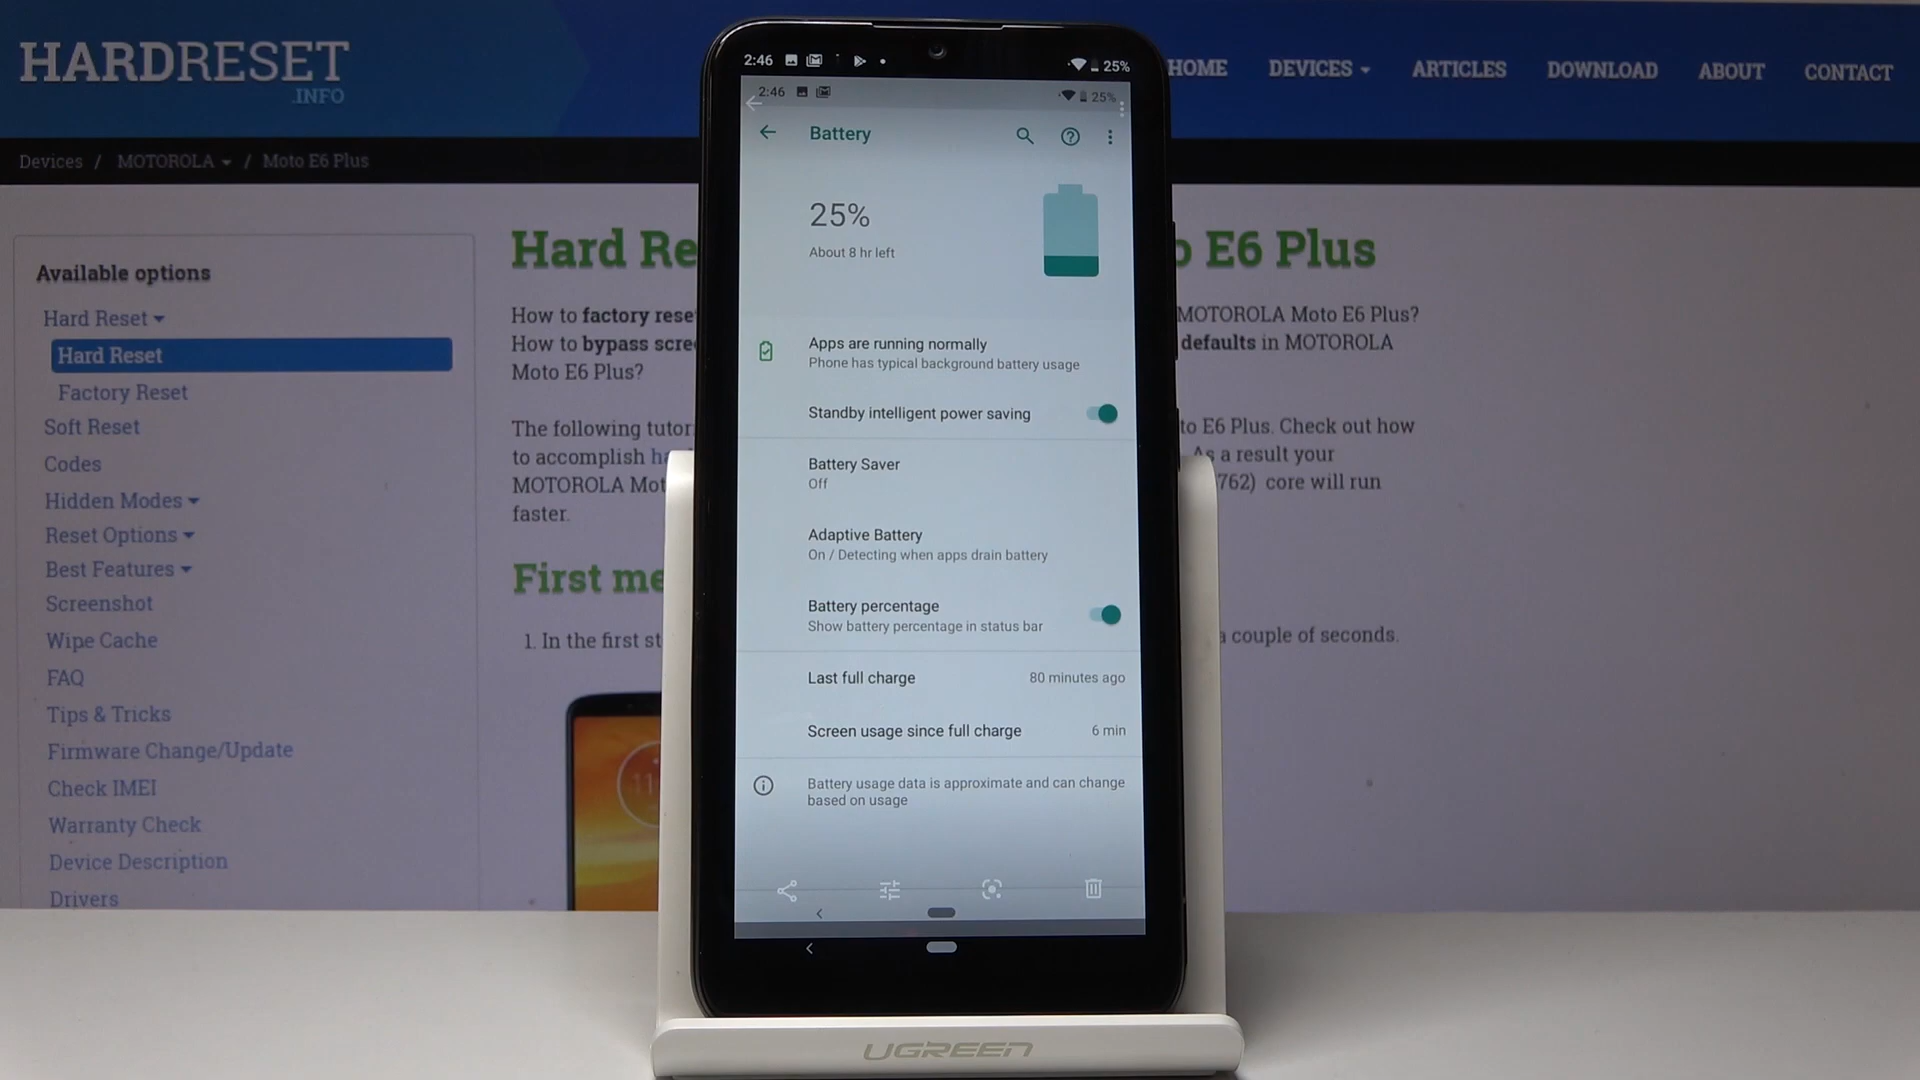 HARDRESET
.INFO
HOME DEVICES ARTICLES DOWNLOAD ABOUT CONTACT
Devices / MOTOROLA / Moto E6 Plus
Available options
Hard Reset
Hard Reset
Factory Reset
Soft Reset
Codes
Hidden Modes
Reset Options
Best Features
Screenshot
Wipe Cache
FAQ
Tips & Tricks
Firmware Change/Update
Check IMEI
Warranty Check
Device Description
Drivers
Hard Re
E6 Plus
How to factory rese
MOTOROLA Moto E6 Plus?
How to bypass scre
defaults in MOTOROLA
Moto E6 Plus?
The following tutor
to E6 Plus. Check out how
to accomplish ha
As a result your
MOTOROLA Mot
762) core will run
faster.
First me
1. In the first st
a couple of seconds.
2:46 25%
2:46 25%
Battery
25%
About 8 hr left
Apps are running normally
Phone has typical background battery usage
Standby intelligent power saving
Battery Saver
Off
Adaptive Battery
On / Detecting when apps drain battery
Battery percentage
Show battery percentage in status bar
Last full charge 80 minutes ago
Screen usage since full charge 6 min
Battery usage data is approximate and can change
based on usage
UGREEN